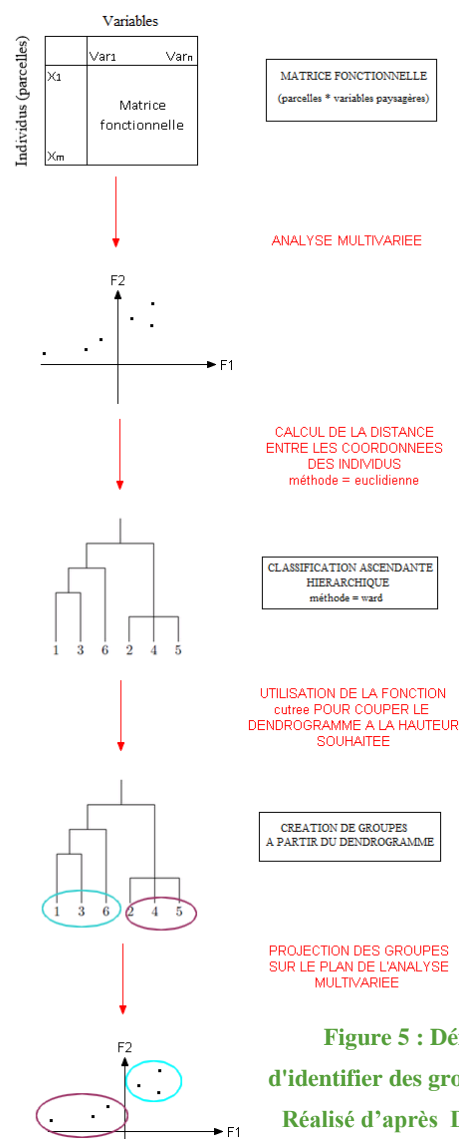 Variables
Individus (parcelles)
Var1 Varn
X1
Xm
Matrice
fonctionnelle
MATRICE FONCTIONNELLE
(parcelles * variables paysagères)
ANALYSE MULTIVARIEE
F2
F1
CALCUL DE LA DISTANCE
ENTRE LES COORDONNEES
DES INDIVIDUS
méthode = euclidienne
CLASSIFICATION ASCENDANTE
HIERARCHIQUE
méthode = ward
1 3 6 2 4 5
UTILISATION DE LA FONCTION
cutree POUR COUPER LE
DENDROGRAMME A LA HAUTEUR
SOUHAITEE
CREATION DE GROUPES
A PARTIR DU DENDROGRAMME
1 3 6 2 4 5
PROJECTION DES GROUPES
SUR LE PLAN DE L'ANALYSE
MULTIVARIEE
F2
F1
Figure 5 : Dé
d'identifier des gro
Réalisé d’après D